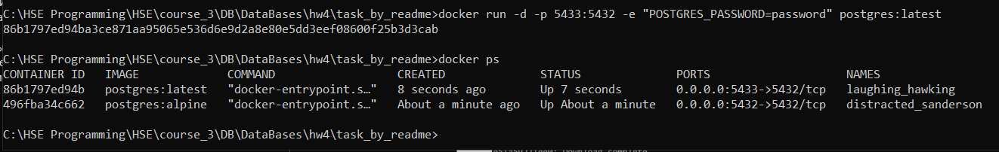 C:\HSE Programming\HSE\course_3\DB\DataBases\hw4\task_by_readme>docker run -d -p 5433:5432 -e "POSTGRES_PASSWORD=password" postgres:latest
86b1797ed94ba3ce871aa95065e536d6e9d2a8e80e5dd3eef08600f25b3d3cab
C:\HSE Programming\HSE\course_3\DB\DataBases\hw4\task_by_readme>docker ps
CONTAINER ID IMAGE COMMAND CREATED STATUS PORTS NAMES
86b1797ed94b postgres:latest "docker-entrypoint.s…" 8 seconds ago Up 7 seconds 0.0.0.0:5433->5432/tcp laughing_hawking
496fba34c662 postgres:alpine "docker-entrypoint.s…" About a minute ago Up About a minute 0.0.0.0:5432->5432/tcp distracted_sanderson
C:\HSE Programming\HSE\course_3\DB\DataBases\hw4\task_by_readme>